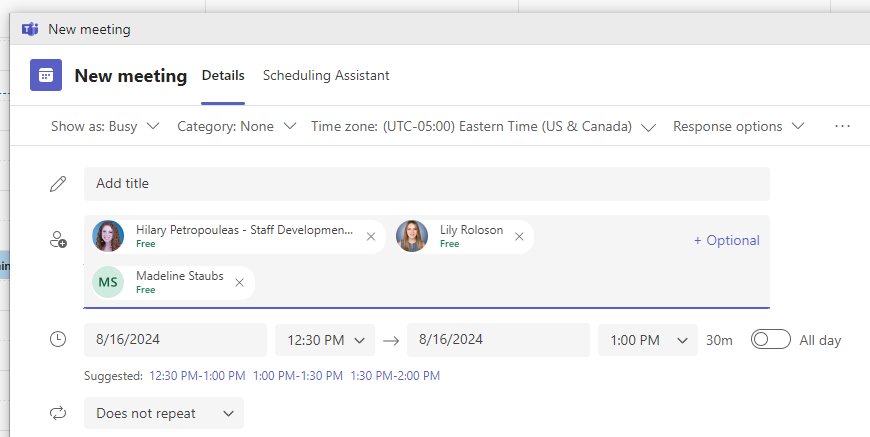 New meeting
New meeting Details Scheduling Assistant
Show as: Busy Category: None Time zone: (UTC-05:00) Eastern Time (US & Canada) Response options ...
Add title
Hilary Petropouleas - Staff Developmen... Lily Roloson
Free Free
+ Optional
MS Madeline Staubs
Free
8/16/2024 12:30 PM → 8/16/2024 1:00 PM 30m All day
Suggested: 12:30 PM-1:00 PM 1:00 PM-1:30 PM 1:30 PM-2:00 PM
Does not repeat